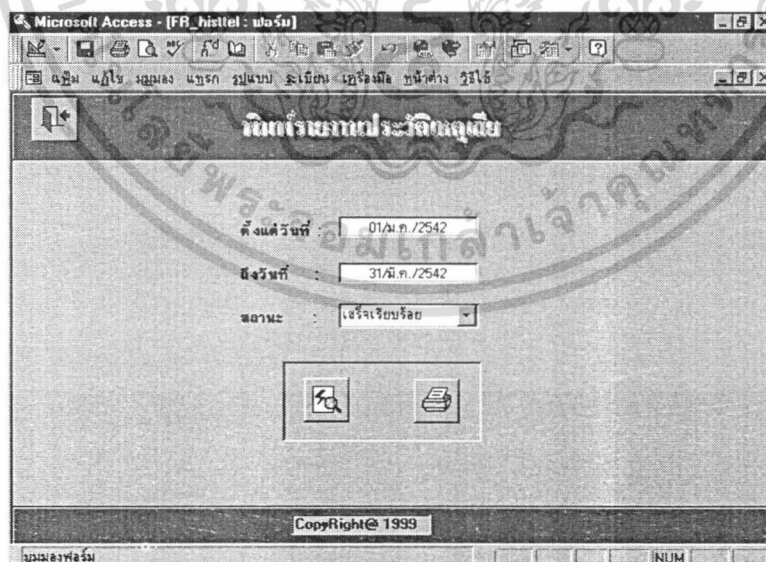 Microsoft Access - [FR_histtel : ฟอร์ม]
แฟ้ม แก้ไข มุมมอง แทรก รูปแบบ ระเบียน เครื่องมือ หน้าต่าง วิธีใช้
พิมพ์รายงานประวัติเหตุเสีย
ตั้งแต่วันที่ : 01/ม.ค./2542
ถึงวันที่ : 31/มี.ค./2542
สถานะ : เสร็จเรียบร้อย
CopyRight@ 1999
มุมมองฟอร์ม NUM